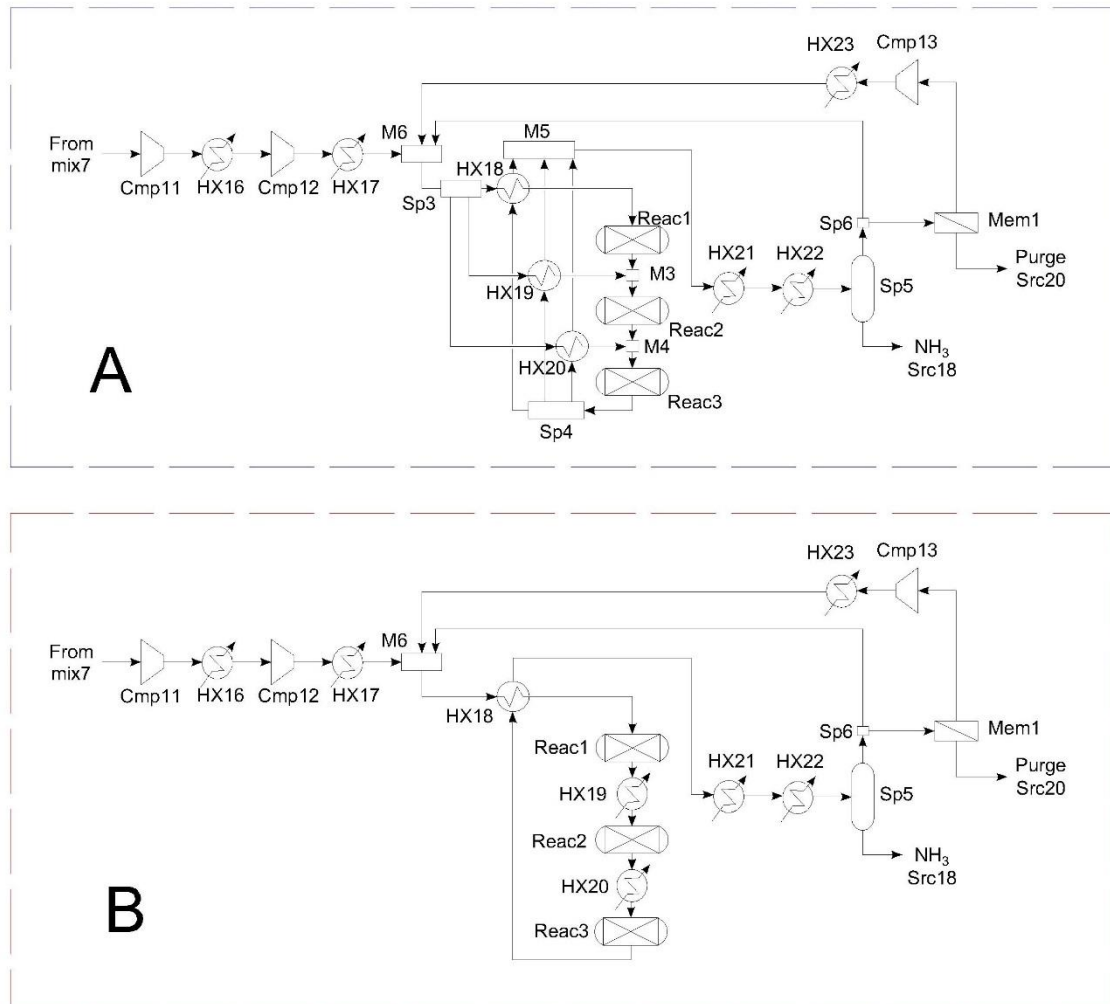 HX23
Cmp13
From
mix7
Cmp11
HX16
Cmp12
HX17
M6
M5
HX18
Sp3
Reac1
HX19
M3
Reac2
HX20
M4
Reac3
Sp4
HX21
HX22
Sp6
Sp5
Mem1
Purge
Src20
NH₃
Src18
A
HX23
Cmp13
From
mix7
Cmp11
HX16
Cmp12
HX17
M6
HX18
Reac1
HX19
Reac2
HX20
Reac3
HX21
HX22
Sp6
Sp5
Mem1
Purge
Src20
NH₃
Src18
B